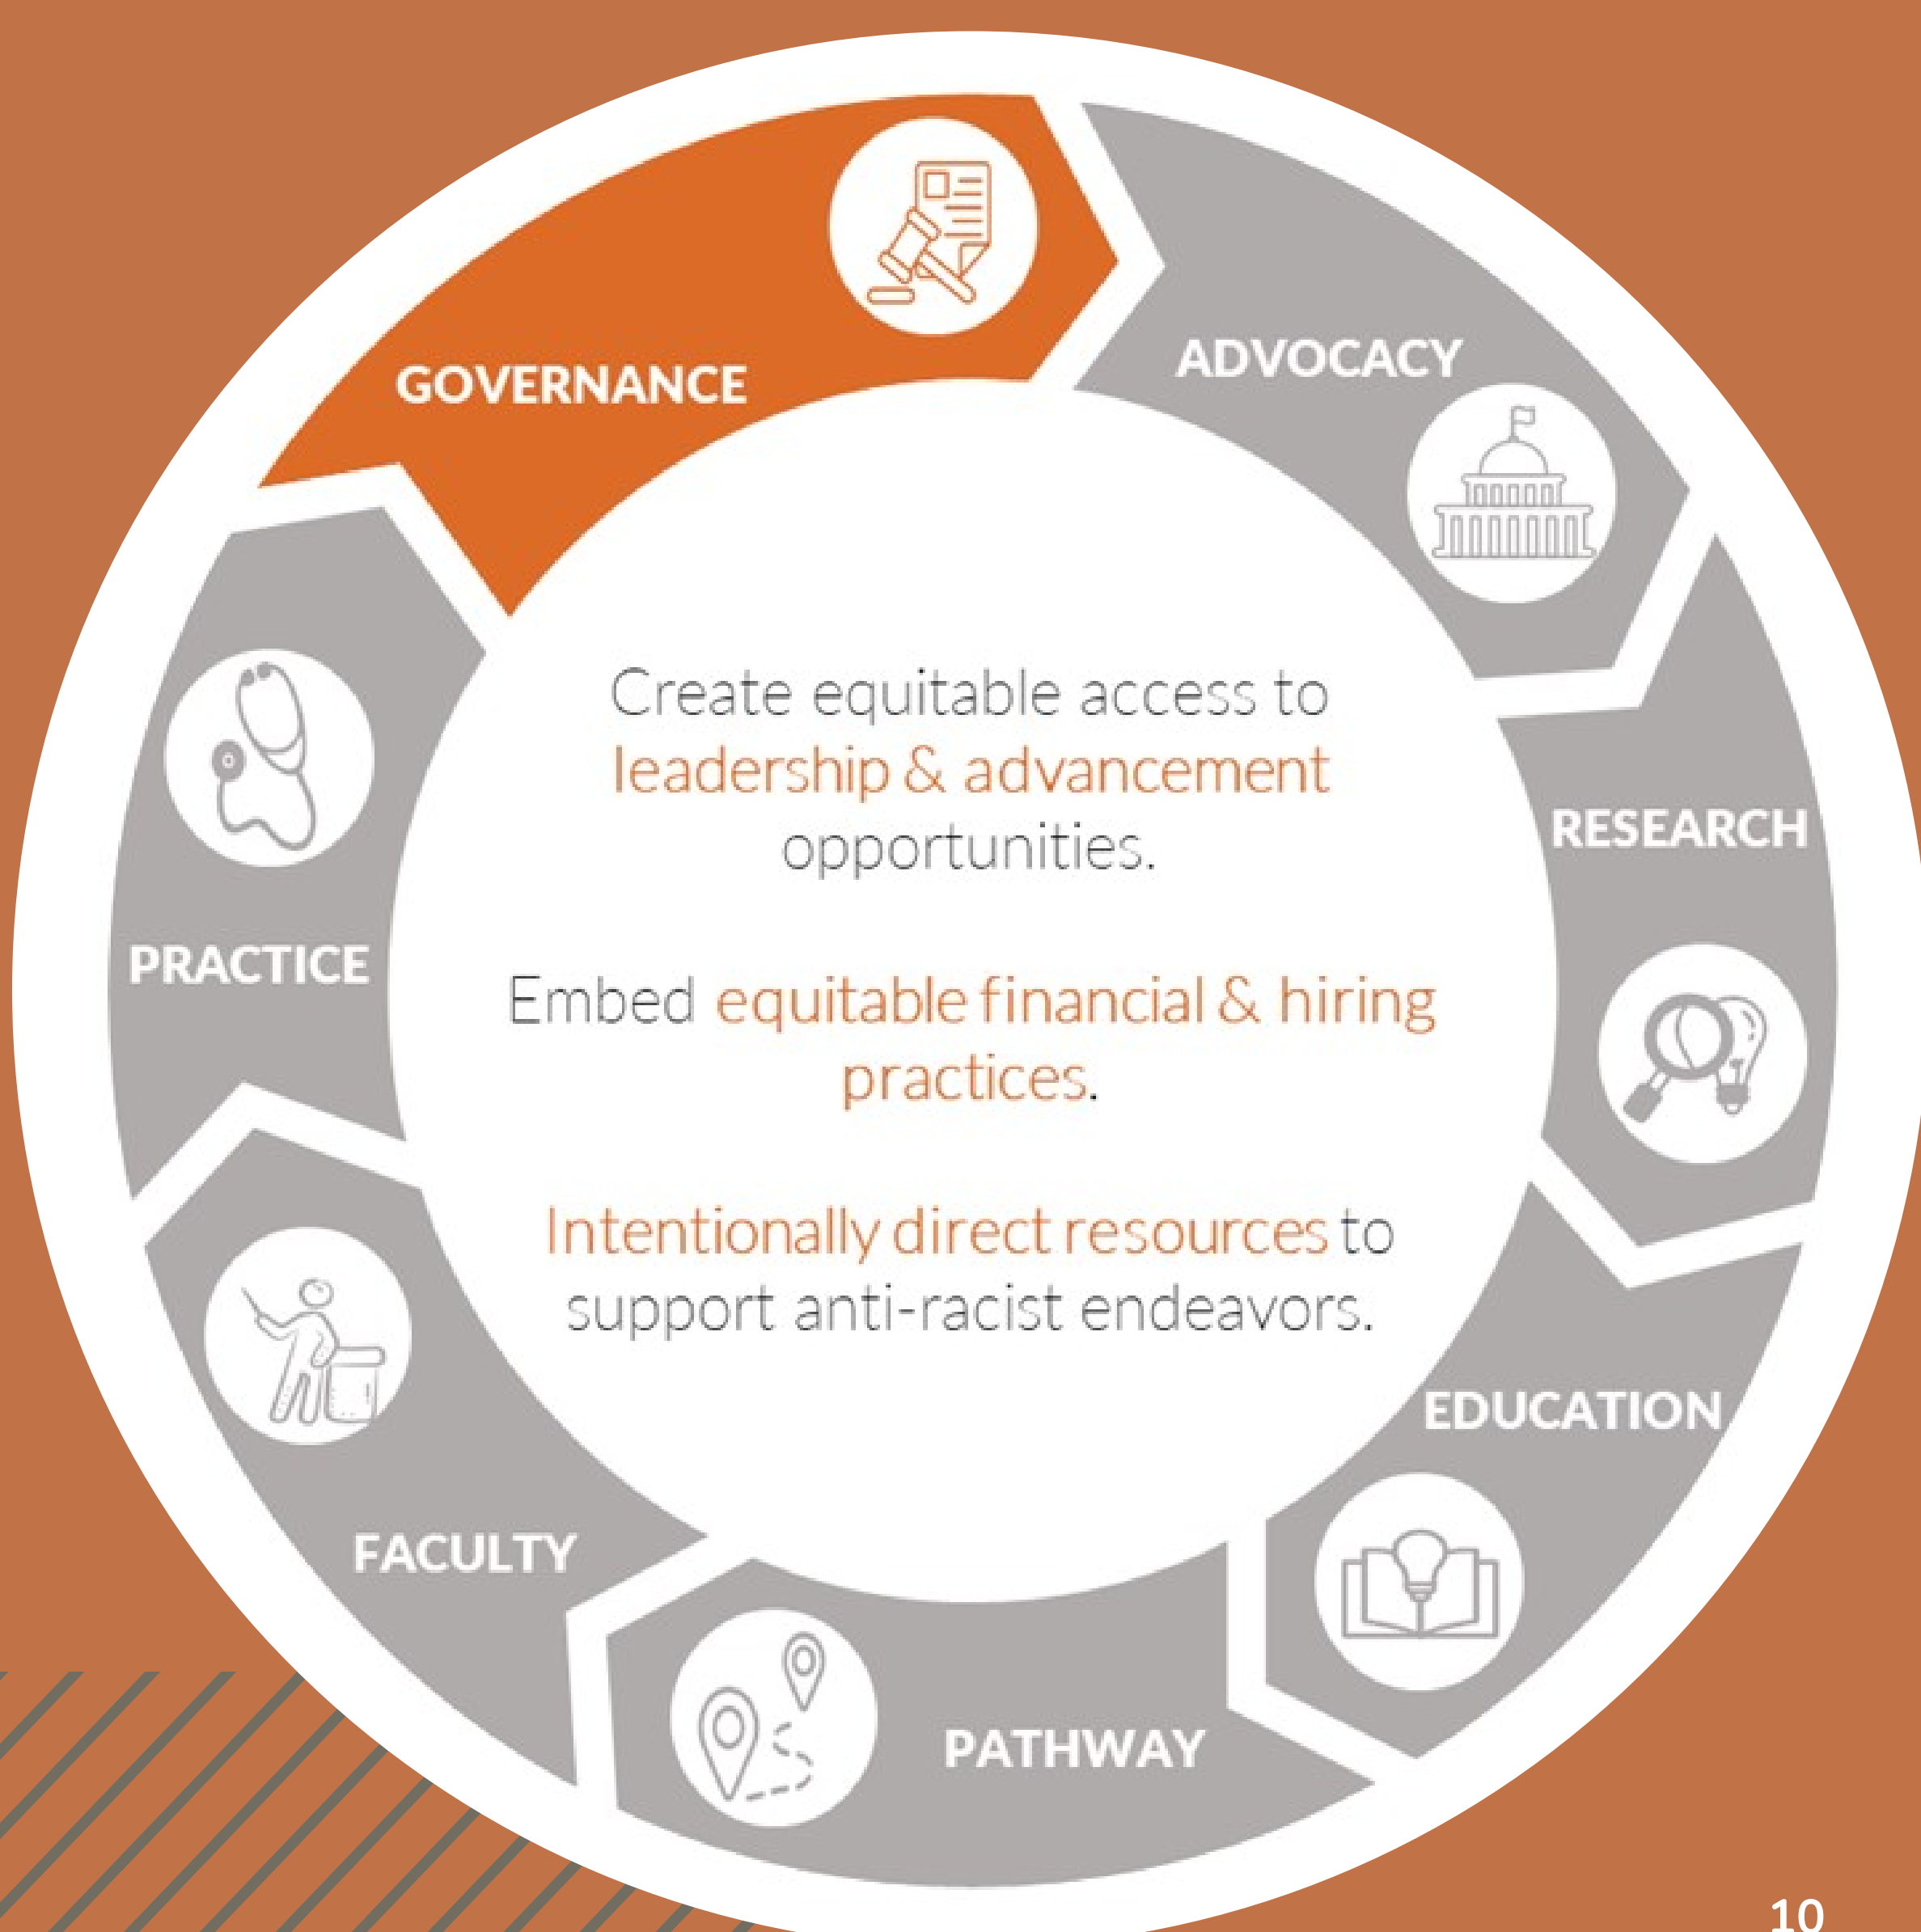 GOVERNANCE
ADVOCACY
RESEARCH
EDUCATION
PATHWAY
FACULTY
PRACTICE
Create equitable access to
leadership & advancement
opportunities.
Embed equitable financial & hiring
practices.
Intentionally direct resources to
support anti-racist endeavors.
10